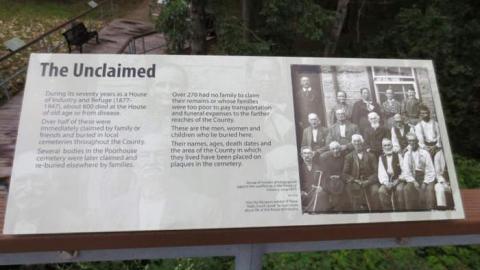 The Unclaimed
During its seventy years as a House
of Industry and Refuge (1877-
1947), about 600 died at the House
of old age or from disease.
Over half of these were
immediately claimed by family or
friends and buried in local
cemeteries throughout the County.
Several bodies in the Poorhouse
cemetery were later claimed and
re-buried elsewhere by families.
Over 270 had no family to claim
their remains or whose families
were too poor to pay transportation
and funeral expenses to the farther
reaches of the County.
These are the men, women and
children who lie buried here.
Their names, ages, death dates and
the area of the County in which
they lived have been placed on
plaques in the cemetery.